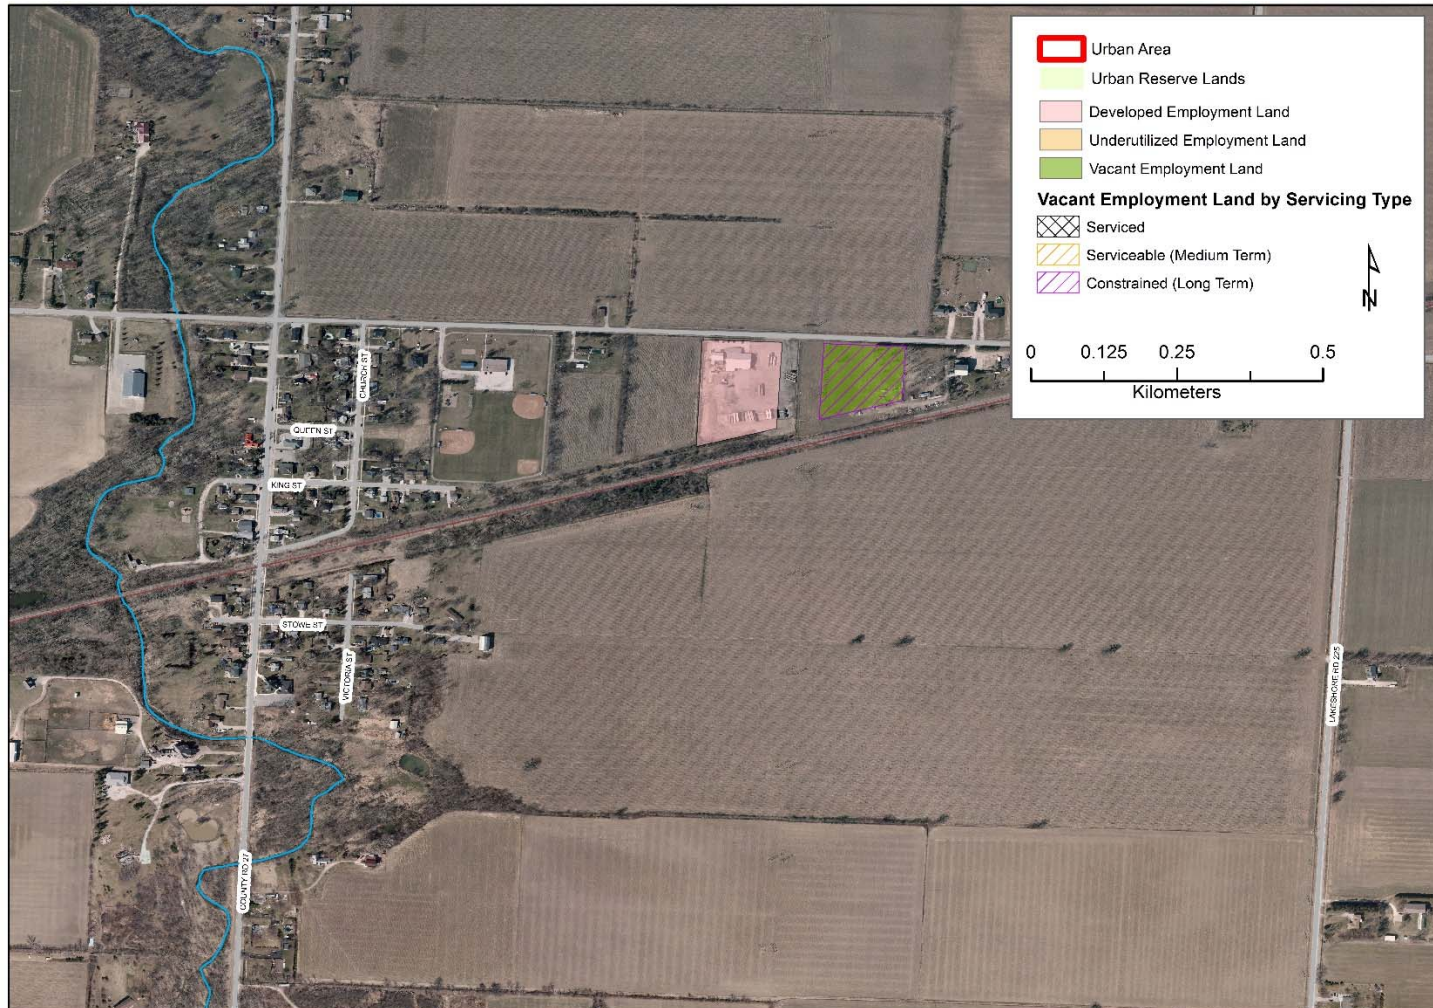 Urban Area
Urban Reserve Lands
Developed Employment Land
Underutilized Employment Land
Vacant Employment Land
Vacant Employment Land by Servicing Type
Serviced
Serviceable (Medium Term)
Constrained (Long Term)
N
0 0.125 0.25 0.5
Kilometers
CHURCH ST
QUEEN ST
KING ST
STOWE ST
VICTORIA ST
LAKESHORE RD 225
COUNTY RD 27